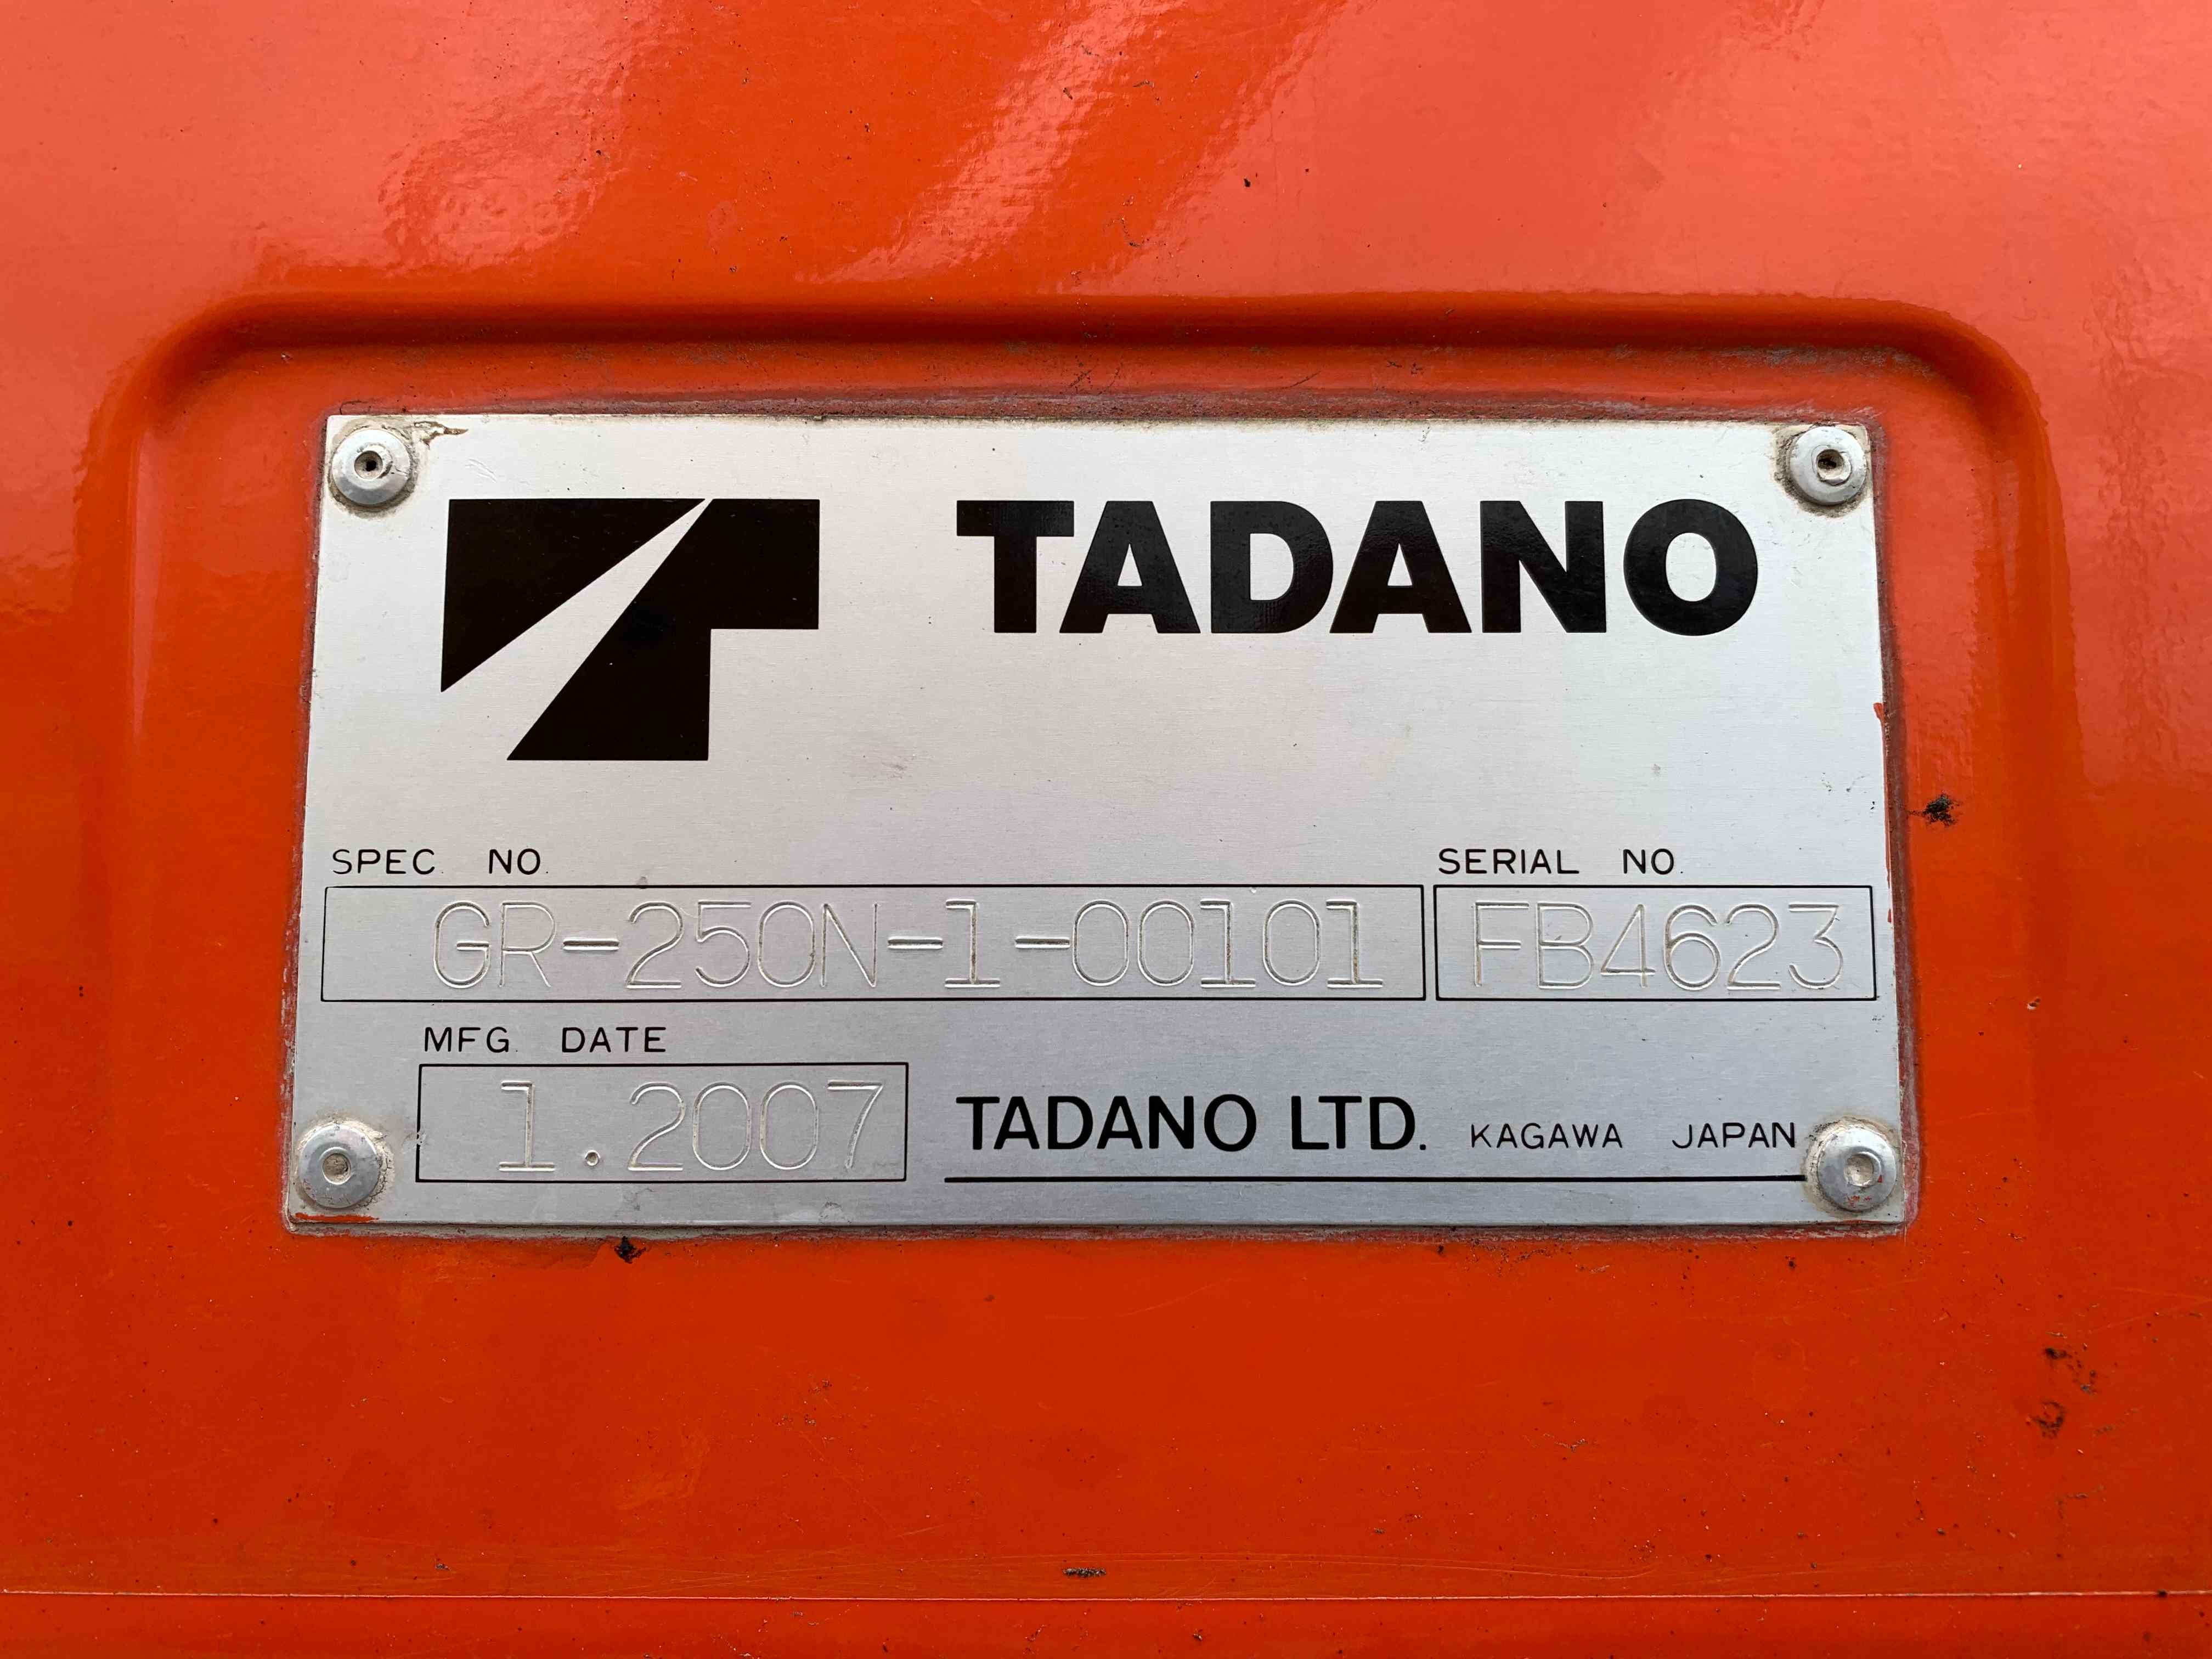 TADANO
SPEC. NO. SERIAL NO.
GR-250N-1-00101 FB4623
MFG. DATE
1.2007 TADANO LTD. KAGAWA JAPAN